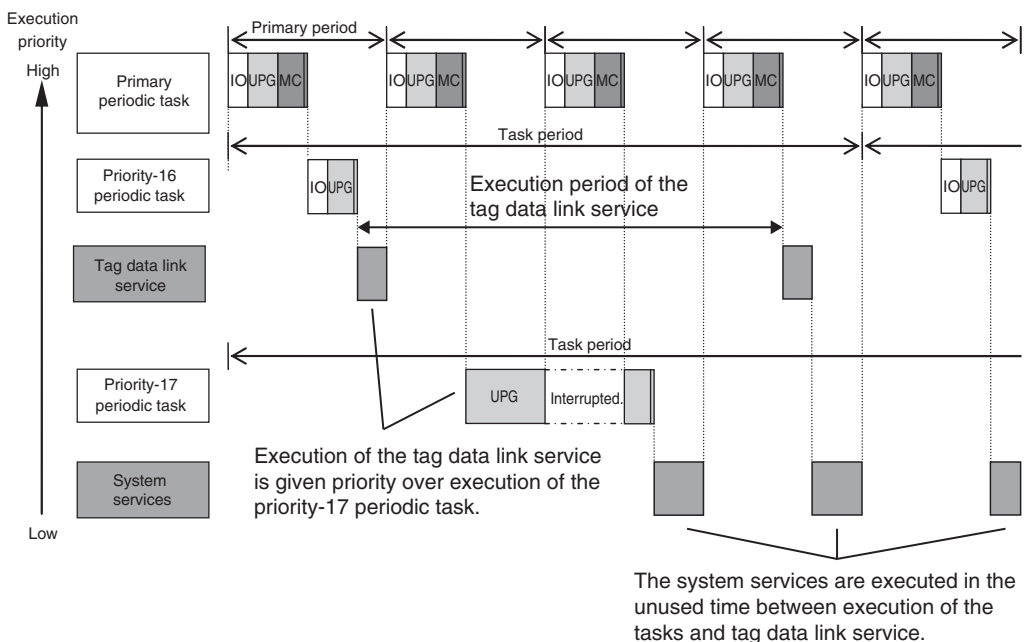 Execution
priority
High
Primary period
Primary
periodic task
IO UPG MC
IO UPG MC
IO UPG MC
IO UPG MC
IO UPG MC
Task period
Priority-16
periodic task
IO UPG
Execution period of the
tag data link service
IO UPG
Tag data link
service
Task period
Priority-17
periodic task
UPG
Interrupted.
Execution of the tag data link service
is given priority over execution of the
priority-17 periodic task.
System
services
Low
The system services are executed in the
unused time between execution of the
tasks and tag data link service.